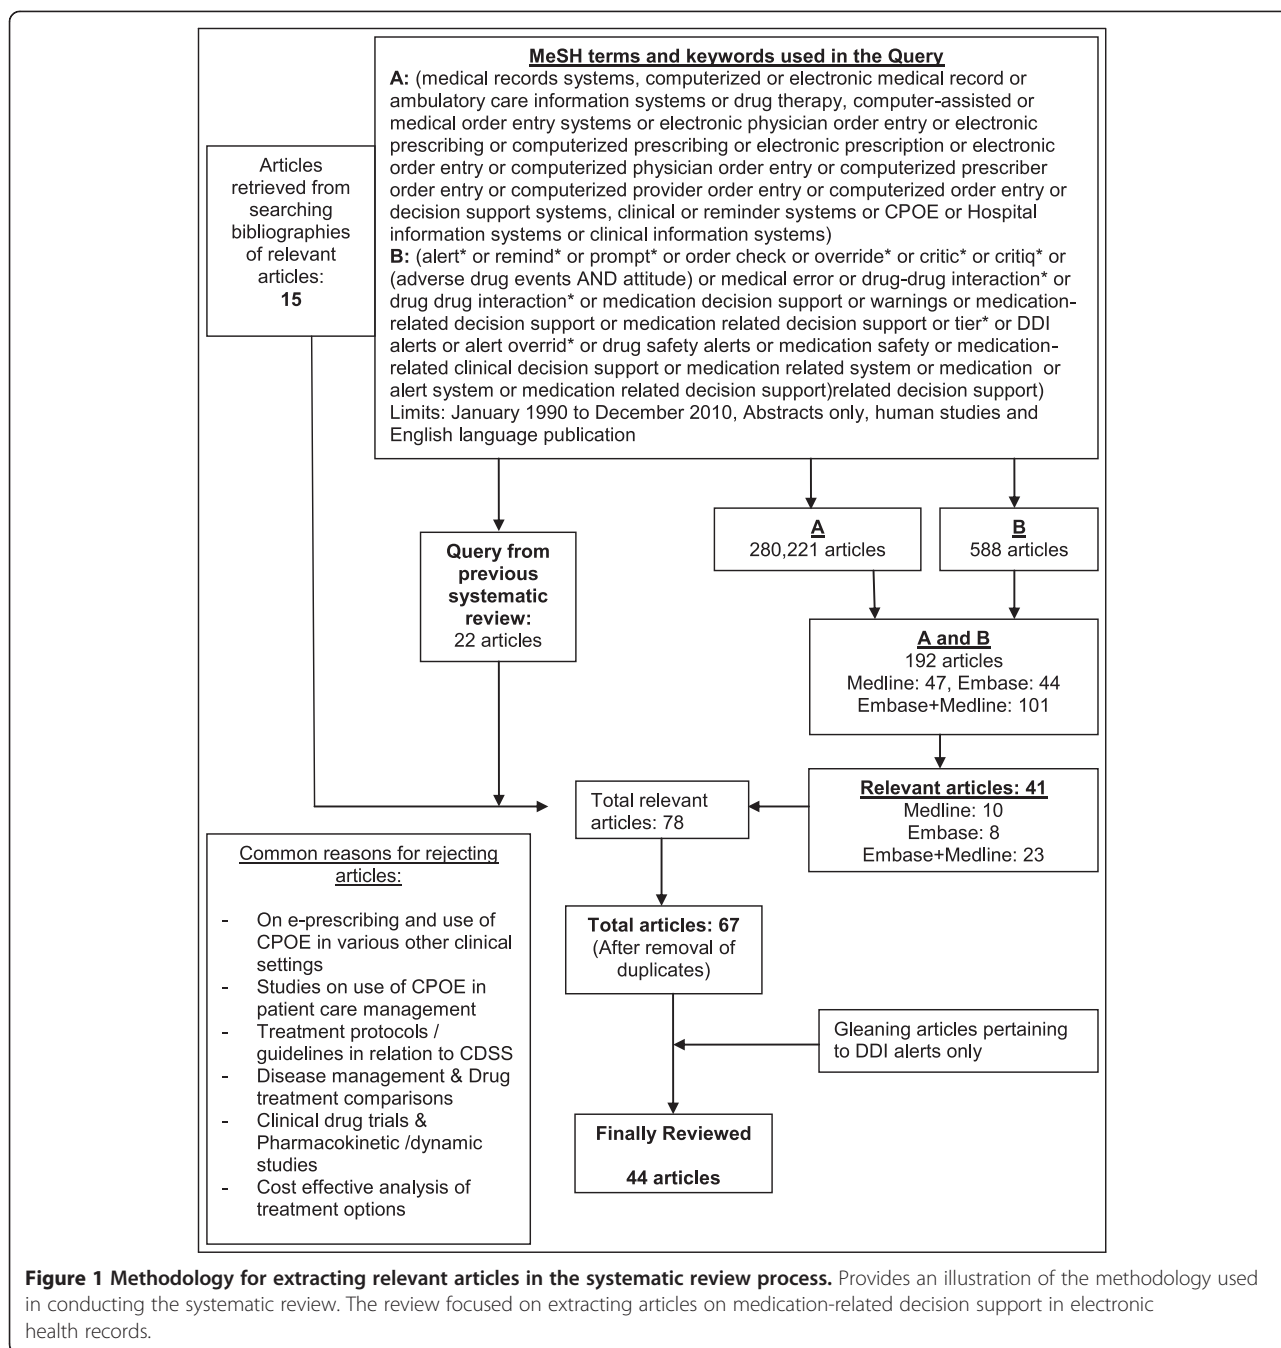 MeSH terms and keywords used in the Query
A: (medical records systems, computerized or electronic medical record or
ambulatory care information systems or drug therapy, computer-assisted or
medical order entry systems or electronic physician order entry or electronic
prescribing or computerized prescribing or electronic prescription or electronic
order entry or computerized physician order entry or computerized prescriber
order entry or computerized provider order entry or computerized order entry or
decision support systems, clinical or reminder systems or CPOE or Hospital
information systems or clinical information systems)
B: (alert* or remind* or prompt* or order check or override* or critic* or critiq* or
(adverse drug events AND attitude) or medical error or drug-drug interaction* or
drug drug interaction* or medication decision support or warnings or medication-
related decision support or medication related decision support or tier* or DDI
alerts or alert overrid* or drug safety alerts or medication safety or medication-
related clinical decision support or medication related system or medication or
alert system or medication related decision support)related decision support)
Limits: January 1990 to December 2010, Abstracts only, human studies and
English language publication
Articles
retrieved from
searching
bibliographies
of relevant
articles:
15
Query from
previous
systematic
review:
22 articles
A
280,221 articles
B
588 articles
A and B
192 articles
Medline: 47, Embase: 44
Embase+Medline: 101
Relevant articles: 41
Medline: 10
Embase: 8
Embase+Medline: 23
Total relevant
articles: 78
Total articles: 67
(After removal of
duplicates)
Gleaning articles pertaining
to DDI alerts only
Finally Reviewed
44 articles
Common reasons for rejecting
articles:
- On e-prescribing and use of
CPOE in various other clinical
settings
- Studies on use of CPOE in
patient care management
- Treatment protocols /
guidelines in relation to CDSS
- Disease management & Drug
treatment comparisons
- Clinical drug trials &
Pharmacokinetic /dynamic
studies
- Cost effective analysis of
treatment options
Figure 1 Methodology for extracting relevant articles in the systematic review process. Provides an illustration of the methodology used
in conducting the systematic review. The review focused on extracting articles on medication-related decision support in electronic
health records.